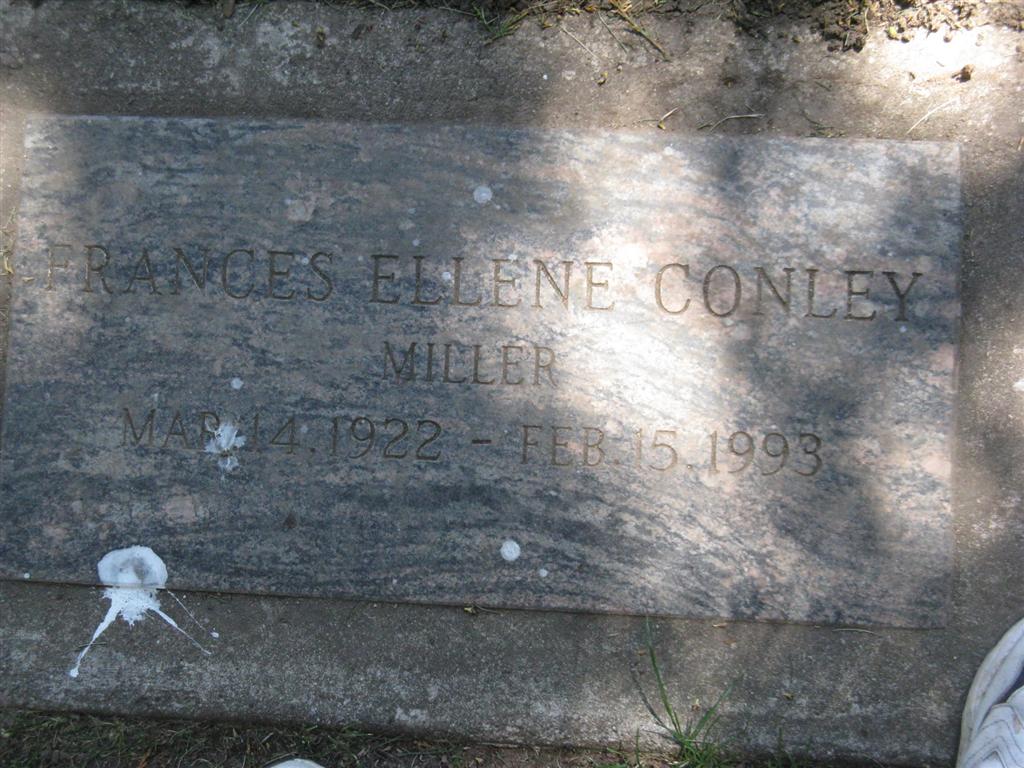 FRANCES ELLENE CONLEY
MILLER
MAR.14.1922 - FEB.15.1993